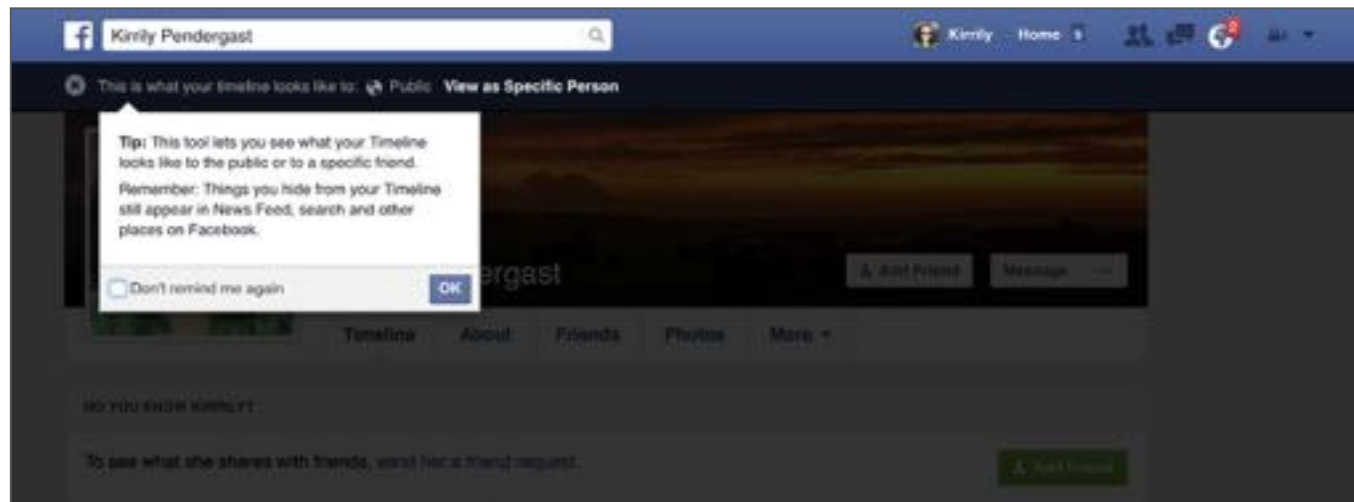 f Kirrily Pendergast
Kirrily Home 5 2
This is what your timeline looks like to: Public View as Specific Person
Tip: This tool lets you see what your Timeline
looks like to the public or to a specific friend.
Remember: Things you hide from your Timeline
still appear in News Feed, search and other
places on Facebook.
Don't remind me again OK
dergast
Add Friend Message ...
Timeline About Friends Photos More
DO YOU KNOW KIRRILY?
To see what she shares with friends, send her a friend request.
Add Friend